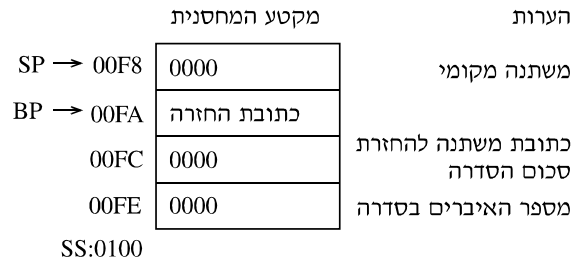 מקטע המחסנית הערות
SP → 00F8 0000 משתנה מקומי
BP → 00FA כתובת החזרה
00FC 0000 כתובת משתנה להחזרת
סכום הסדרה
00FE 0000 מספר האיברים בסדרה
SS:0100